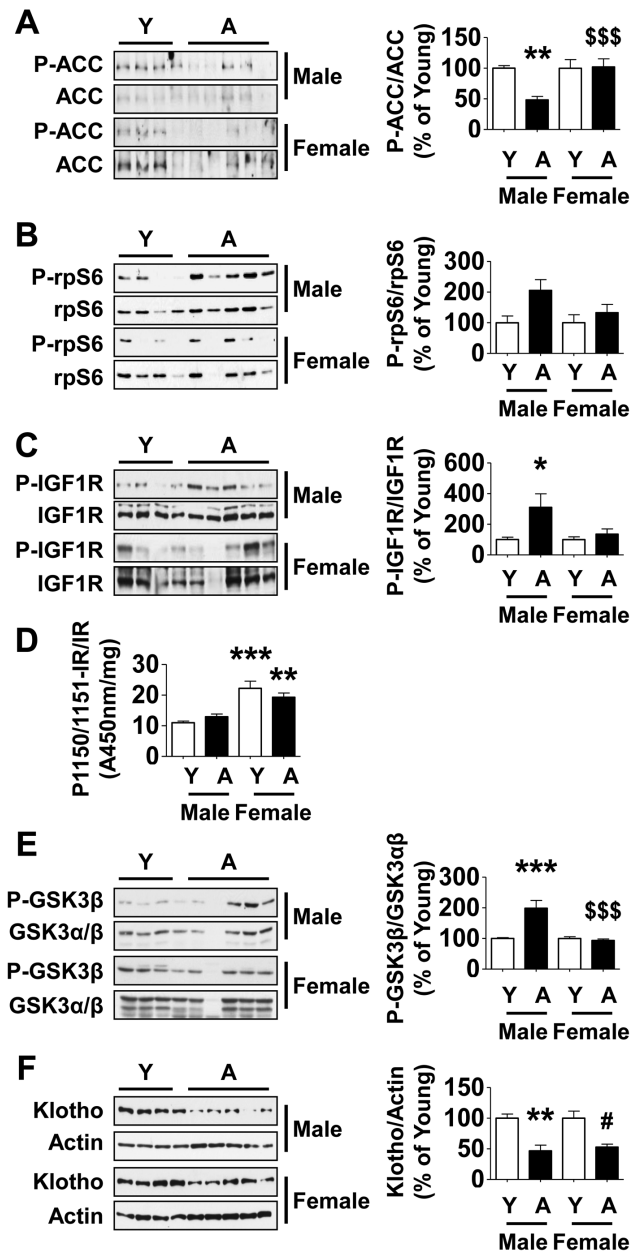 A
Y A
P-ACC
ACC
Male
P-ACC
ACC
Female
P-ACC/ACC
(% of Young)
150
100
50
0
**
$$$
Y A Y A
Male Female
B
Y A
P-rpS6
rpS6
Male
P-rpS6
rpS6
Female
P-rpS6/rpS6
(% of Young)
300
200
100
0
Y A Y A
Male Female
C
Y A
P-IGF1R
IGF1R
Male
P-IGF1R
IGF1R
Female
P-IGF1R/IGF1R
(% of Young)
600
400
200
0
*
Y A Y A
Male Female
D
P1150/1151-IR/IR
(A450nm/mg)
30
20
10
0
***
**
Y A Y A
Male Female
E
Y A
P-GSK3β
GSK3α/β
Male
P-GSK3β
GSK3α/β
Female
P-GSK3β/GSK3αβ
(% of Young)
300
200
100
0
***
$$$
Y A Y A
Male Female
F
Y A
Klotho
Actin
Male
Klotho
Actin
Female
Klotho/Actin
(% of Young)
150
100
50
0
**
#
Y A Y A
Male Female